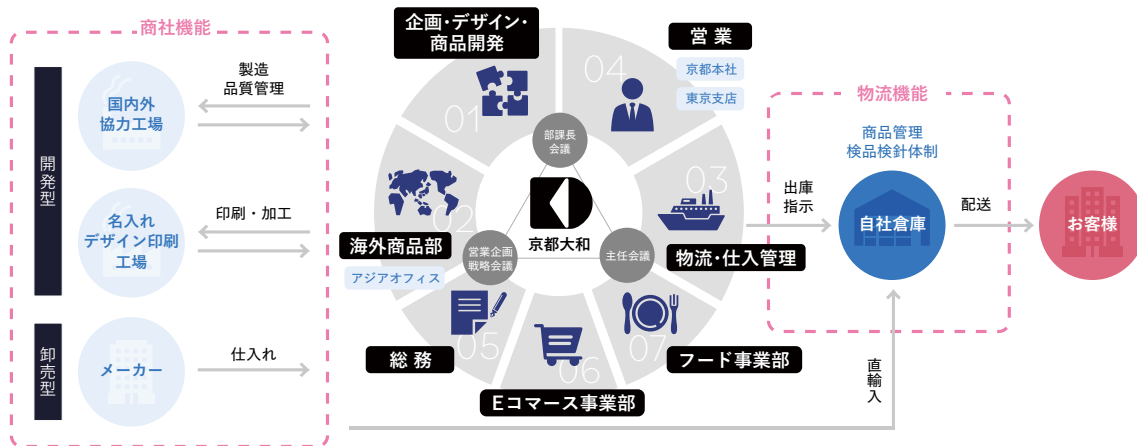 商社機能
開発型
国内外
協力工場
製造
品質管理
名入れ
デザイン印刷
工場
印刷・加工
卸売型
メーカー
仕入れ
企画・デザイン・
商品開発
01
営業
京都本社
東京支店
04
海外商品部
アジアオフィス
02
03
物流・仕入管理
総務
05
Eコマース事業部
06
フード事業部
07
部課長
会議
営業企画
戦略会議
主任会議
京都大和
出庫
指示
物流機能
商品管理
検品検針体制
自社倉庫
配送
お客様
直輸入